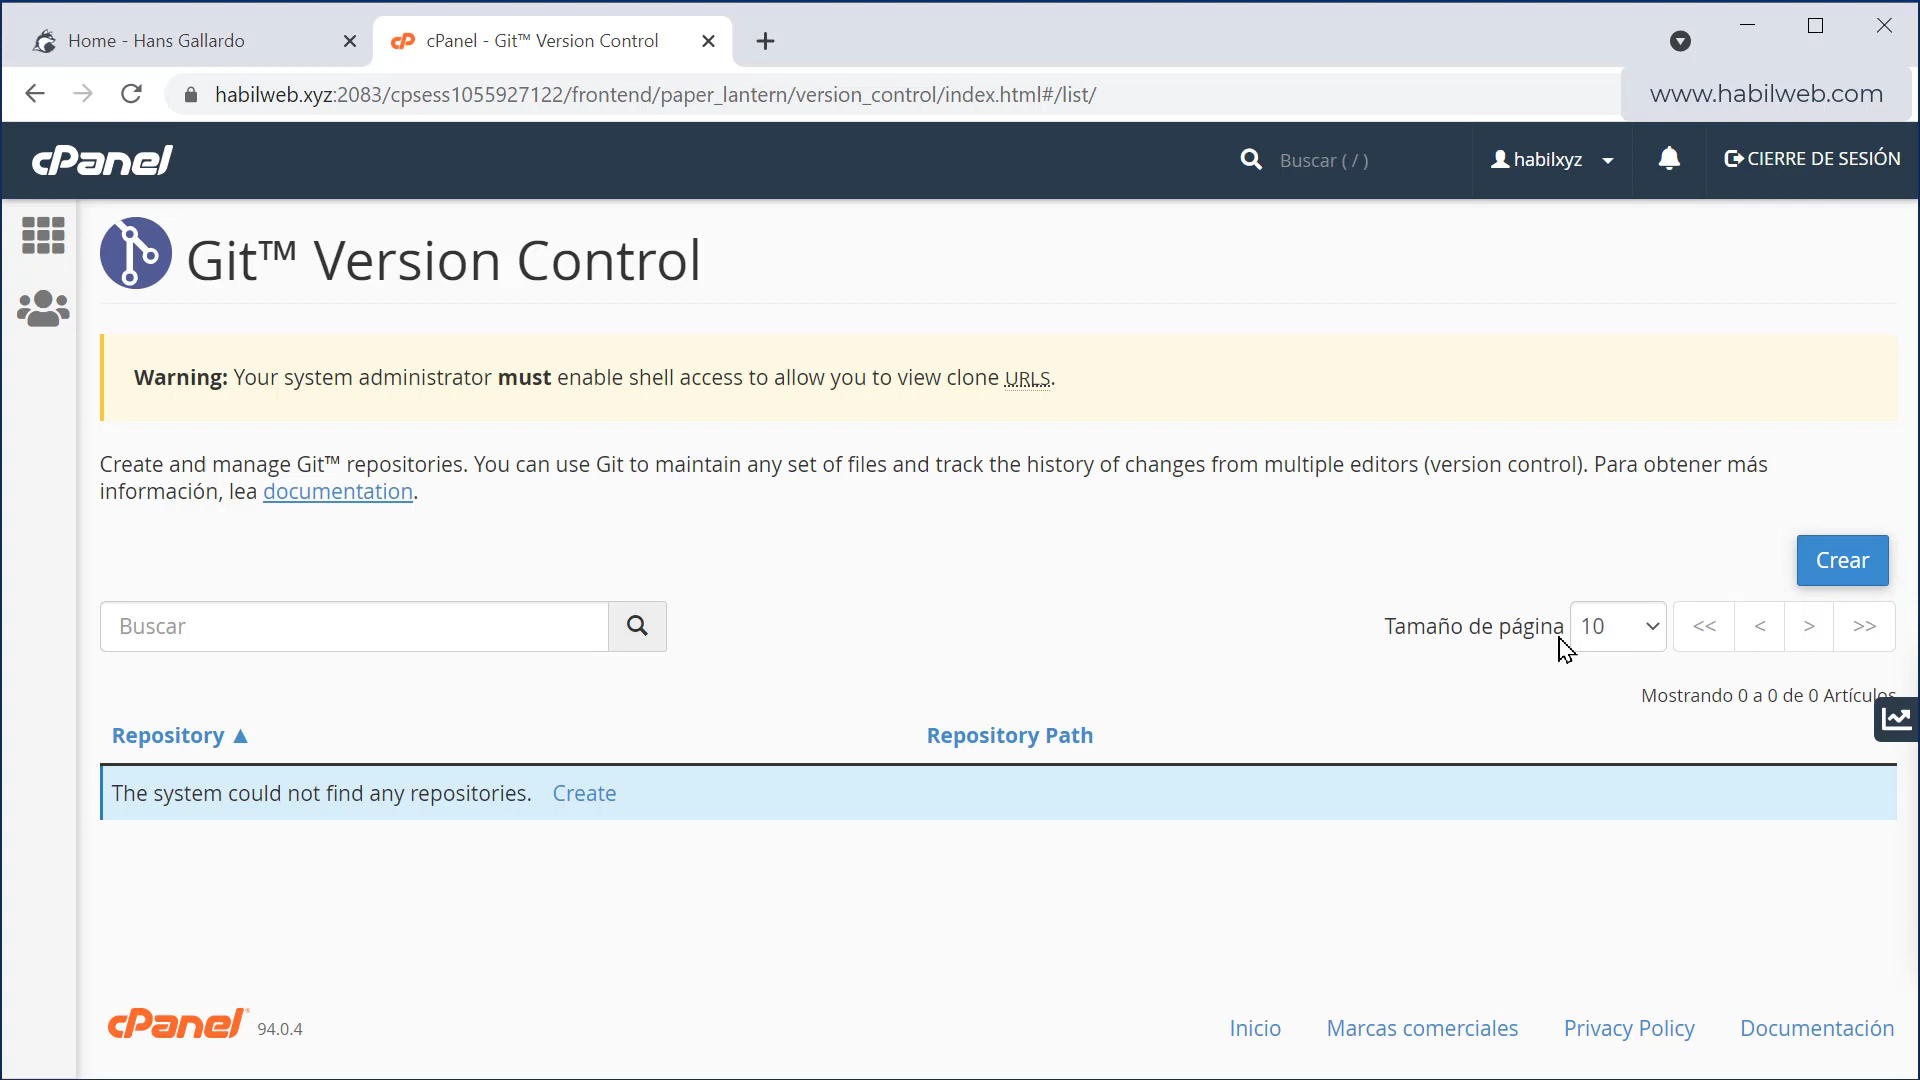 Home - Hans Gallardo
cP cPanel - Git™ Version Control
habilweb.xyz:2083/cpsess1055927122/frontend/paper_lantern/version_control/index.html#/list/
www.habilweb.com
cPanel
Buscar ( / )
habilxyz
CIERRE DE SESIÓN
Git™ Version Control
Warning: Your system administrator must enable shell access to allow you to view clone URLS.
Create and manage Git™ repositories. You can use Git to maintain any set of files and track the history of changes from multiple editors (version control). Para obtener más
información, lea documentation.
Crear
Buscar
Tamaño de página 10 << < > >>
Mostrando 0 a 0 de 0 Artículos
Repository ▲ Repository Path
The system could not find any repositories. Create
cPanel® 94.0.4
Inicio Marcas comerciales Privacy Policy Documentación